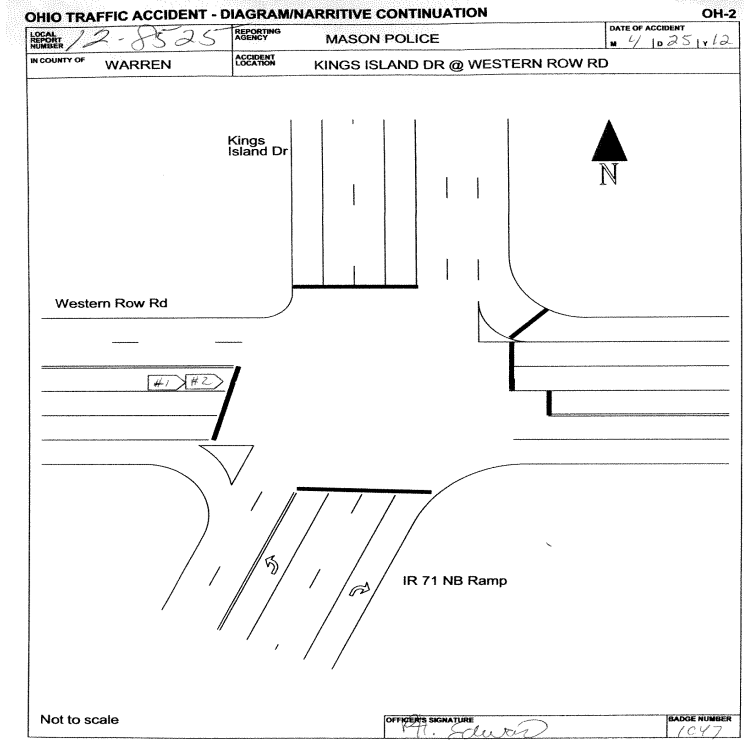 OHIO TRAFFIC ACCIDENT - DIAGRAM/NARRITIVE CONTINUATION OH-2
LOCAL REPORT NUMBER 12-8525 REPORTING AGENCY MASON POLICE DATE OF ACCIDENT M 4 D 25 Y 12
IN COUNTY OF WARREN ACCIDENT LOCATION KINGS ISLAND DR @ WESTERN ROW RD
Kings
Island Dr
N
Western Row Rd
#1 #2
IR 71 NB Ramp
Not to scale
OFFICER'S SIGNATURE BADGE NUMBER
1047